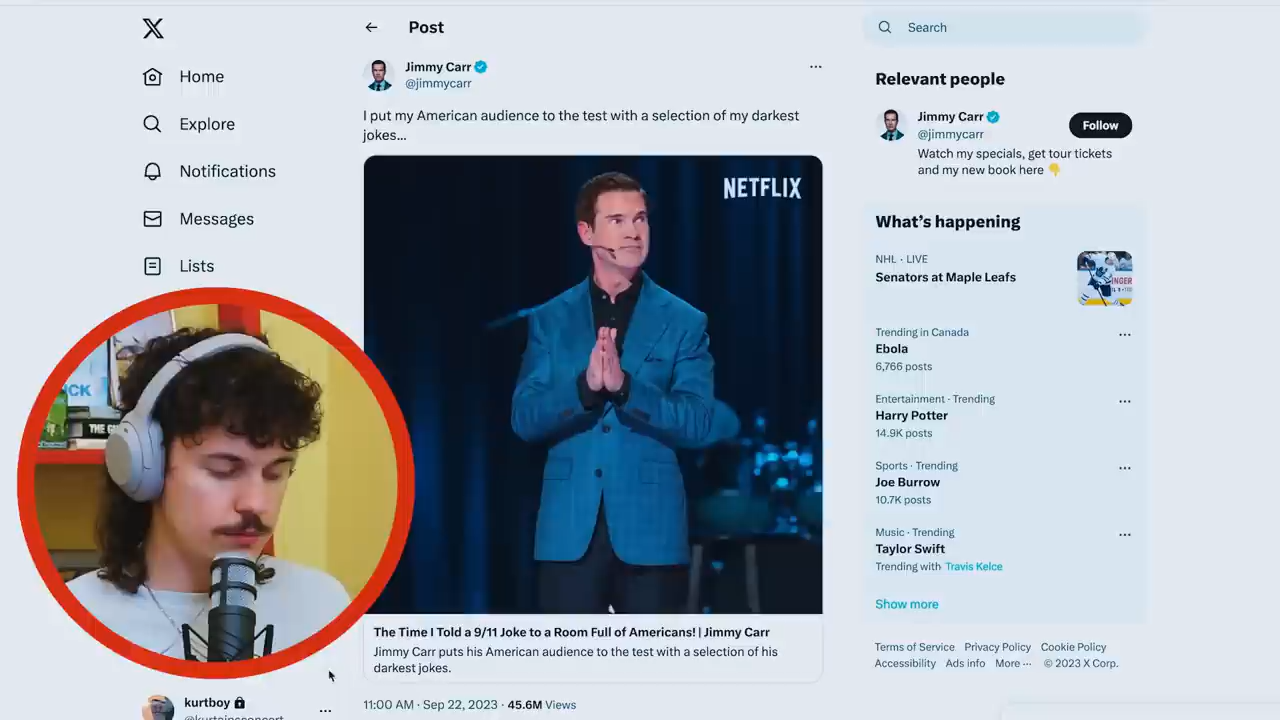 Post
Search
Jimmy Carr
@jimmycarr
I put my American audience to the test with a selection of my darkest
jokes...
NETFLIX
The Time I Told a 9/11 Joke to a Room Full of Americans! | Jimmy Carr
Jimmy Carr puts his American audience to the test with a selection of his
darkest jokes.
11:00 AM · Sep 22, 2023 · 45.6M Views
Home
Explore
Notifications
Messages
Lists
THE
kurtboy
@kurtainsconcert
Relevant people
Jimmy Carr
@jimmycarr
Follow
Watch my specials, get tour tickets
and my new book here 👇
What's happening
NHL · LIVE
Senators at Maple Leafs
Trending in Canada
Ebola
6,766 posts
Entertainment · Trending
Harry Potter
14.9K posts
Sports · Trending
Joe Burrow
10.7K posts
Music · Trending
Taylor Swift
Trending with Travis Kelce
Show more
Terms of Service Privacy Policy Cookie Policy
Accessibility Ads info More ··· © 2023 X Corp.